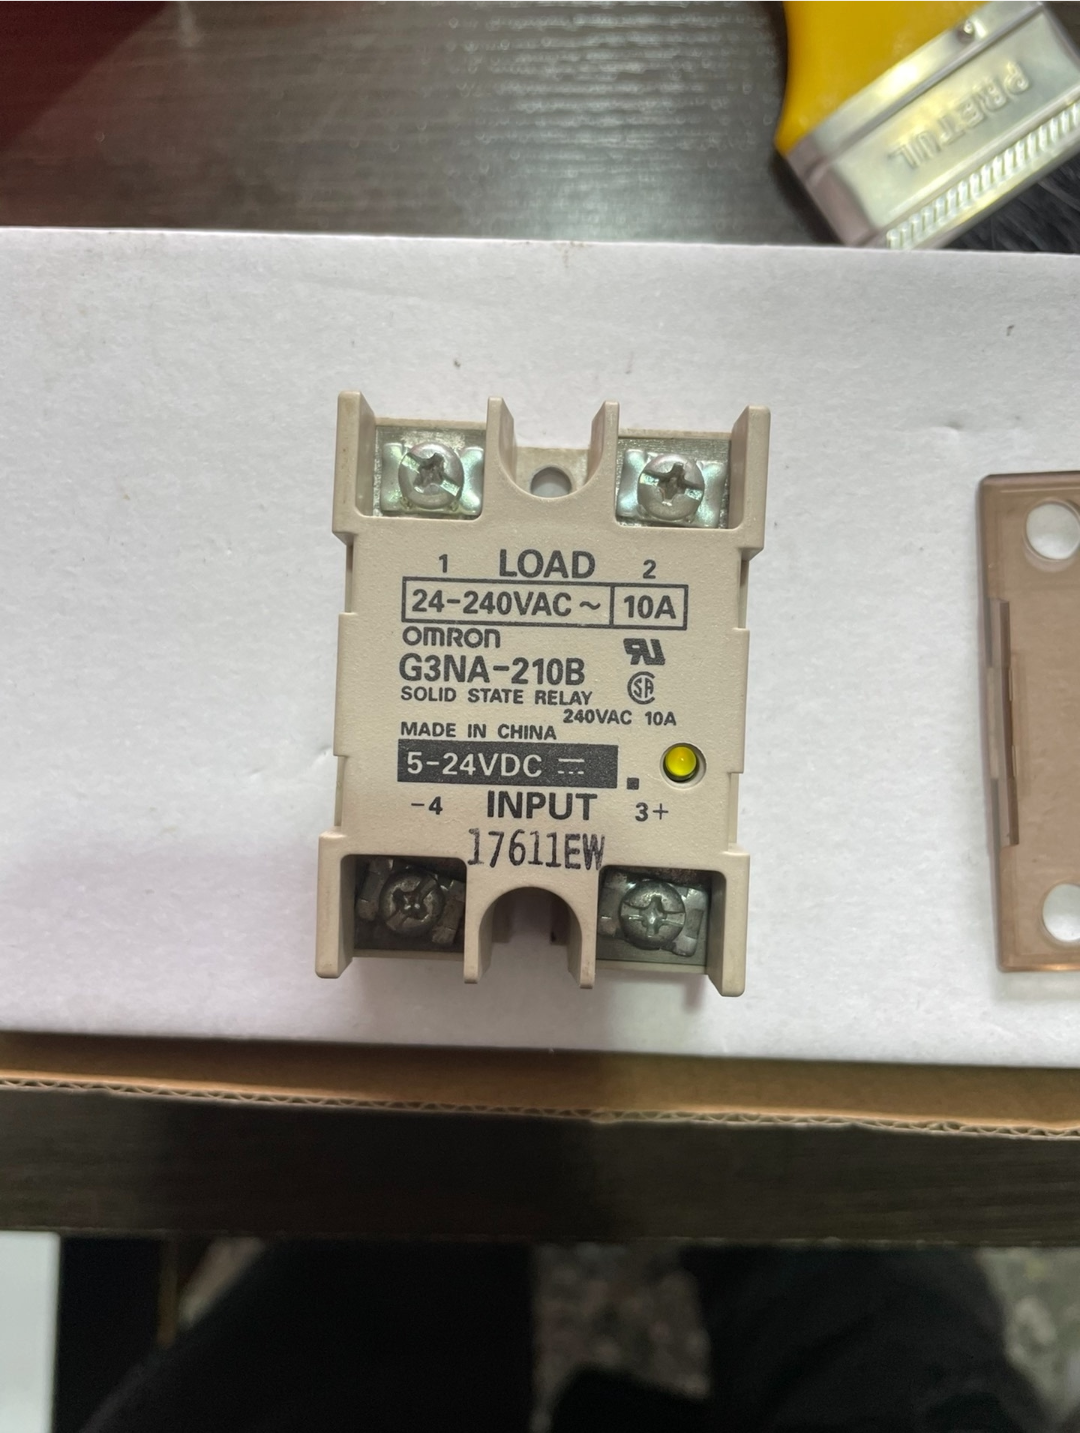 PRETUL
1 LOAD 2
24-240VAC ~ 10A
OMRON
G3NA-210B
SOLID STATE RELAY
240VAC 10A
MADE IN CHINA
5-24VDC ⎓
-4 INPUT 3+
17611EW